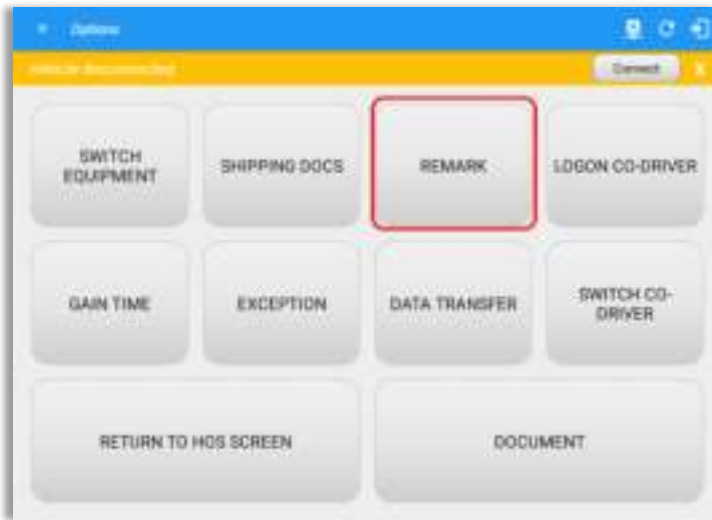 Options
Vehicle disconnected
Connect
X
SWITCH
EQUIPMENT
SHIPPING DOCS
REMARK
LOGON CO-DRIVER
GAIN TIME
EXCEPTION
DATA TRANSFER
SWITCH CO-
DRIVER
RETURN TO HOS SCREEN
DOCUMENT